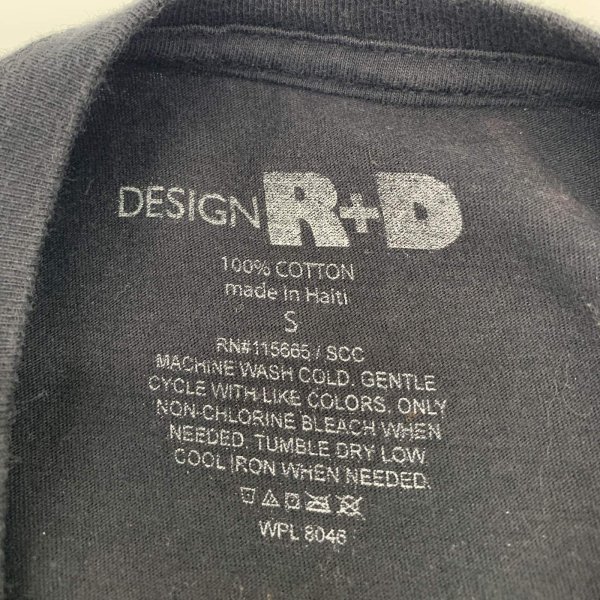 DESIGN R+D
100% COTTON
made in Haiti
S
RN#115665 / SCC
MACHINE WASH COLD. GENTLE
CYCLE WITH LIKE COLORS. ONLY
NON-CHLORINE BLEACH WHEN
NEEDED. TUMBLE DRY LOW.
COOL IRON WHEN NEEDED.
WPL 8046